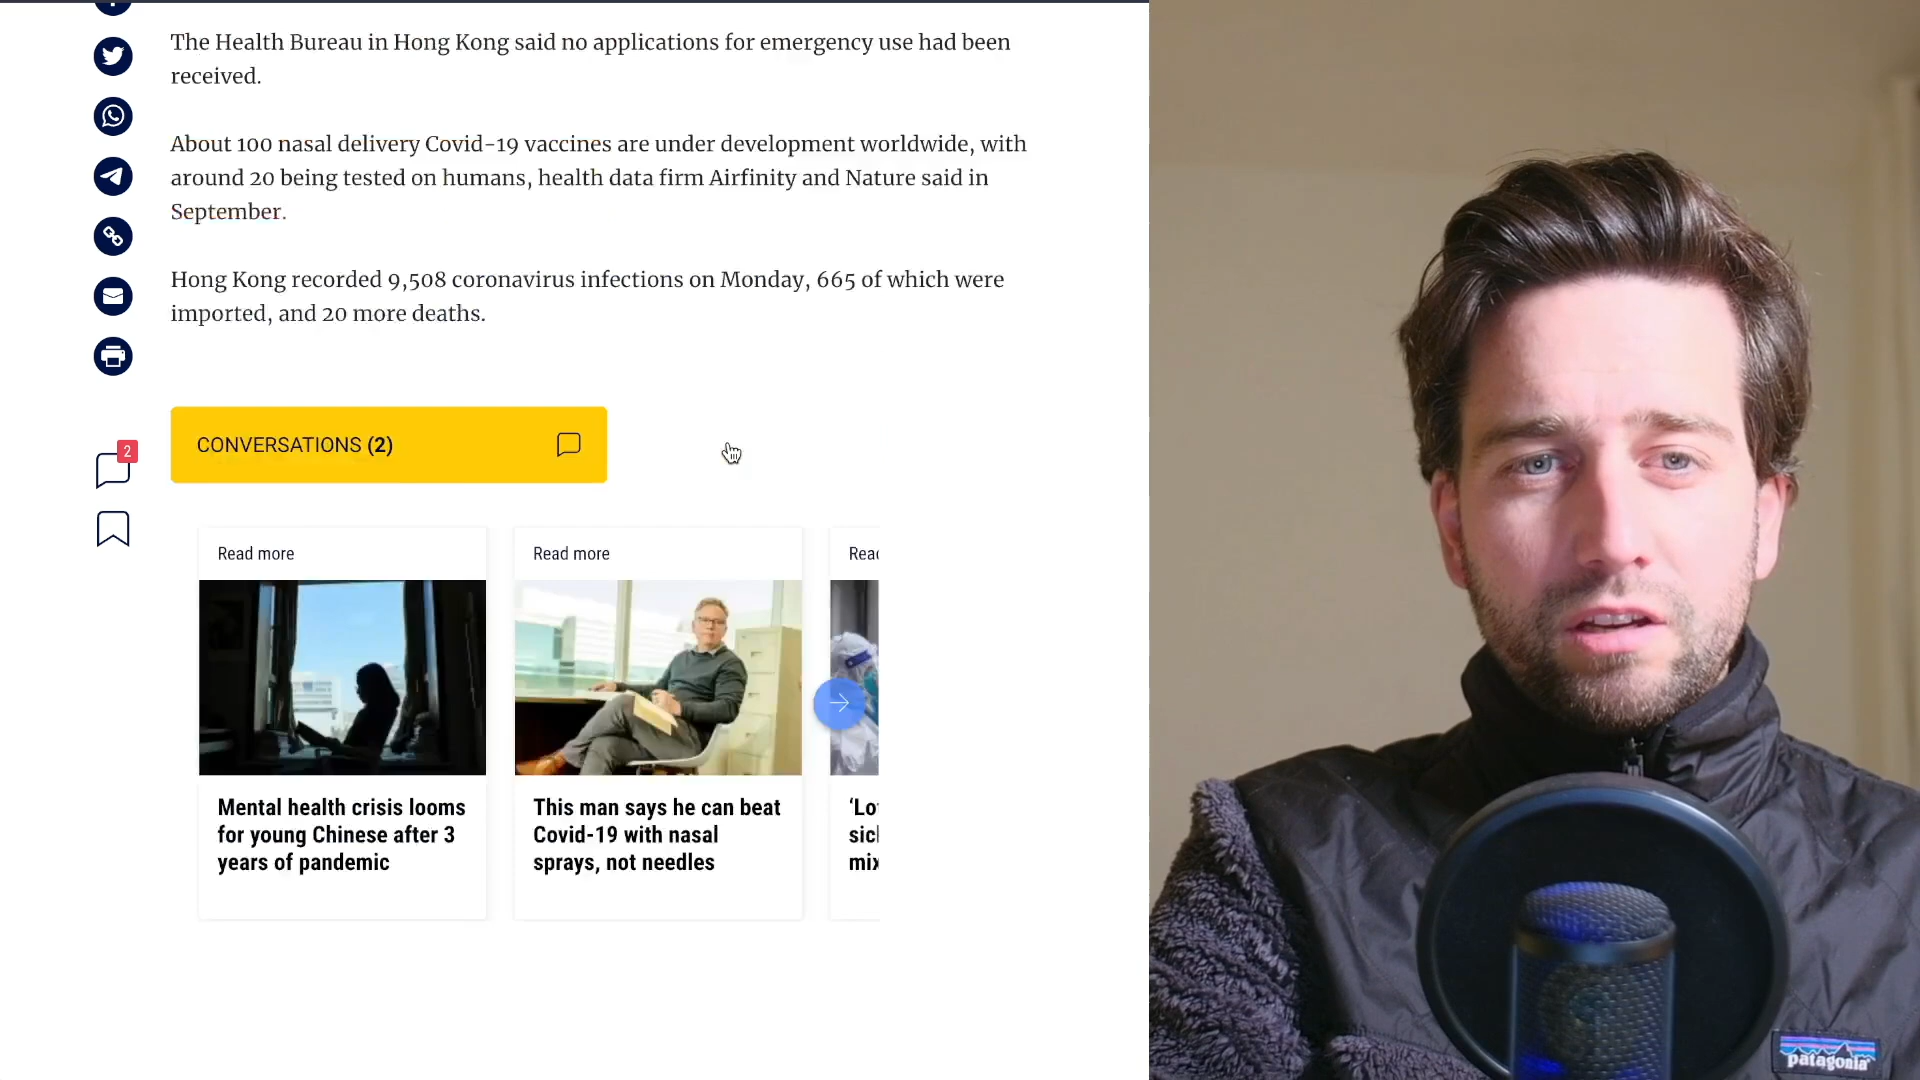 The Health Bureau in Hong Kong said no applications for emergency use had been
received.
About 100 nasal delivery Covid-19 vaccines are under development worldwide, with
around 20 being tested on humans, health data firm Airfinity and Nature said in
September.
Hong Kong recorded 9,508 coronavirus infections on Monday, 665 of which were
imported, and 20 more deaths.
CONVERSATIONS (2)
2
Read more
Mental health crisis looms
for young Chinese after 3
years of pandemic
Read more
This man says he can beat
Covid-19 with nasal
sprays, not needles
patagonia